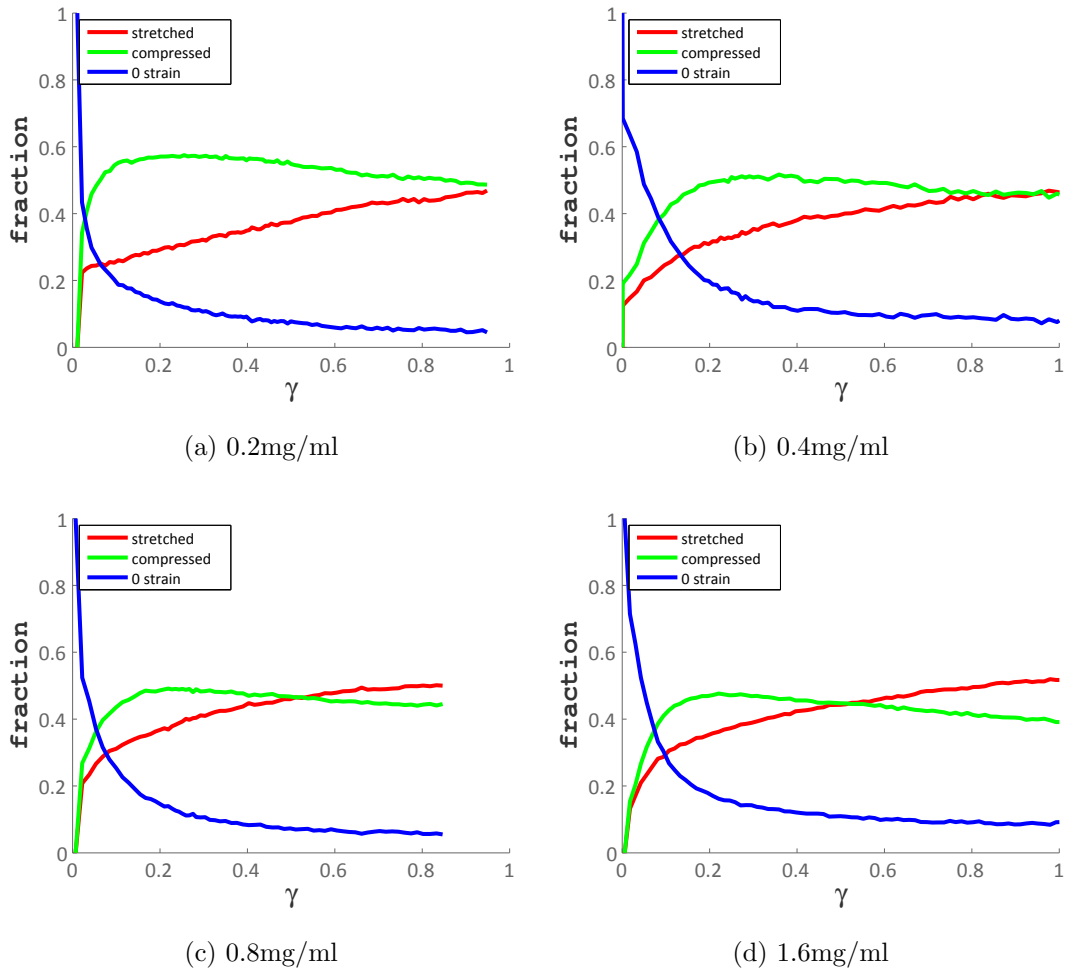 1
0.8
0.6
0.4
0.2
0
fraction
stretched
compressed
0 strain
0 0.2 0.4 0.6 0.8 1
γ
(a) 0.2mg/ml
1
0.8
0.6
0.4
0.2
0
fraction
stretched
compressed
0 strain
0 0.2 0.4 0.6 0.8 1
γ
(b) 0.4mg/ml
1
0.8
0.6
0.4
0.2
0
fraction
stretched
compressed
0 strain
0 0.2 0.4 0.6 0.8 1
γ
(c) 0.8mg/ml
1
0.8
0.6
0.4
0.2
0
fraction
stretched
compressed
0 strain
0 0.2 0.4 0.6 0.8 1
γ
(d) 1.6mg/ml